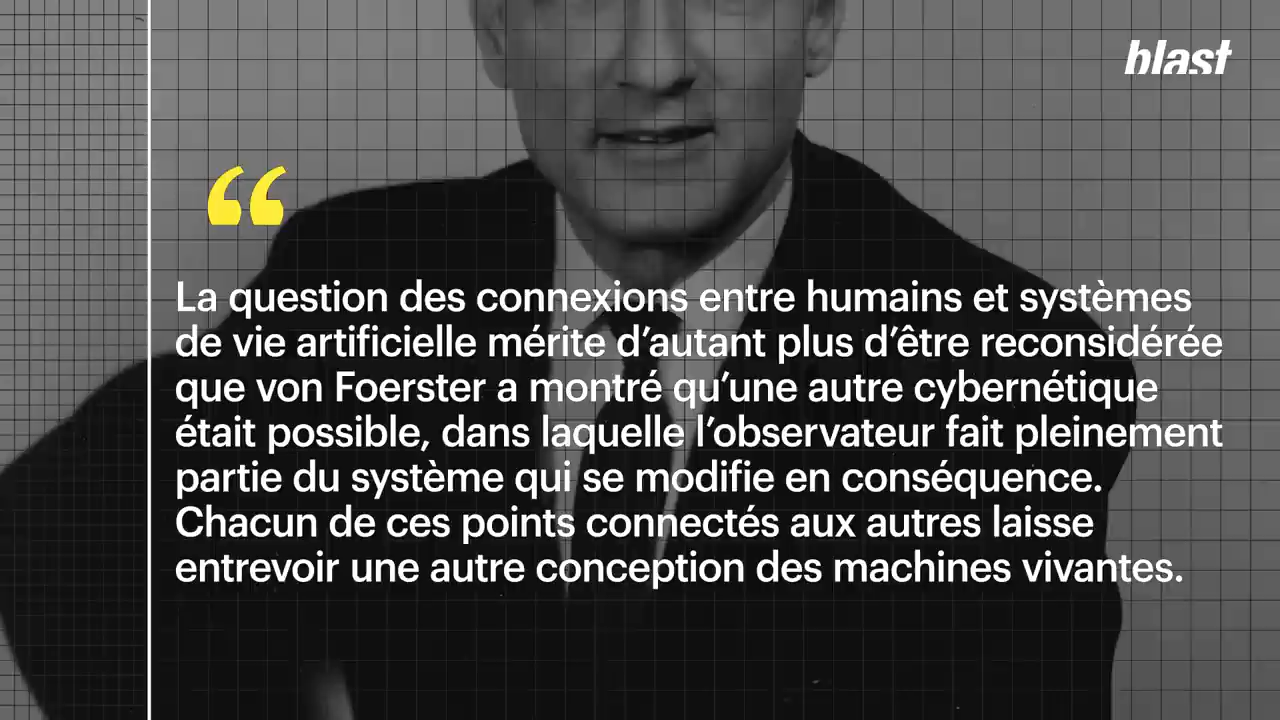 blast
“
La question des connexions entre humains et systèmes
de vie artificielle mérite d’autant plus d’être reconsidérée
que von Foerster a montré qu’une autre cybernétique
était possible, dans laquelle l’observateur fait pleinement
partie du système qui se modifie en conséquence.
Chacun de ces points connectés aux autres laisse
entrevoir une autre conception des machines vivantes.